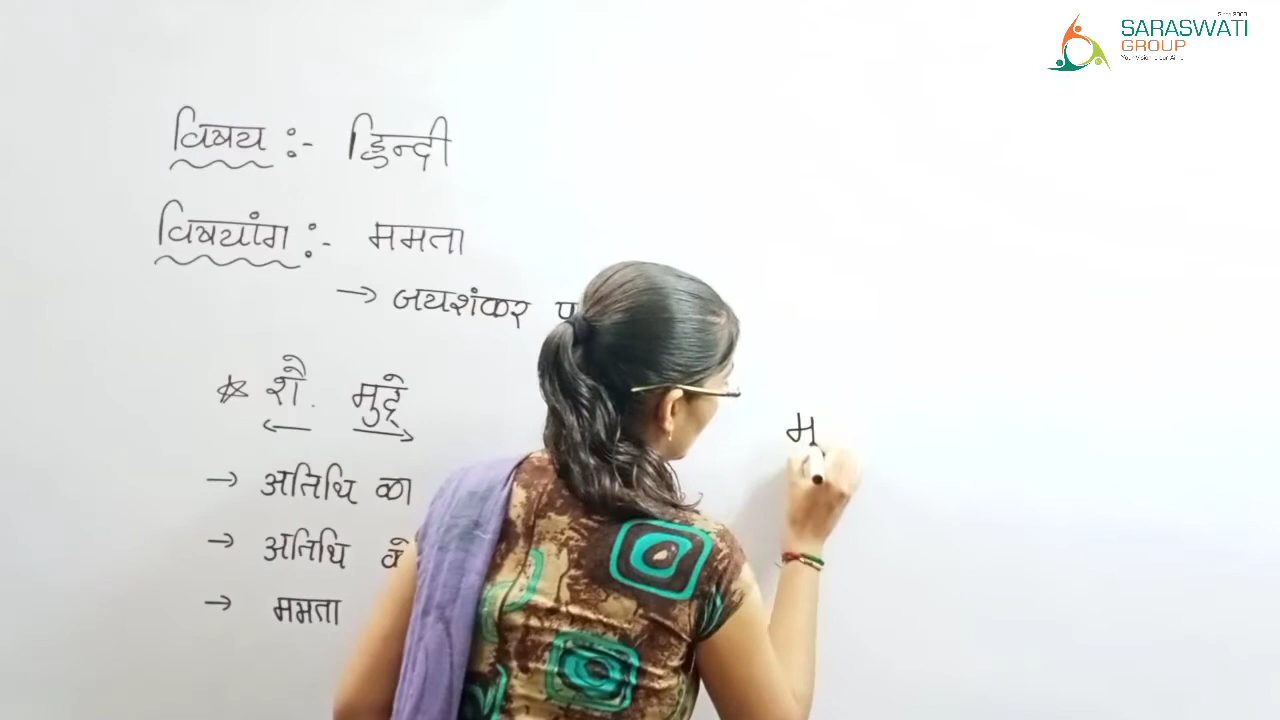 SARASWATI
GROUP
विषय :- हिन्दी
विषयांग :- ममता
→ जयशंकर
* शै. मुद्दे
→ अतिथि का
→ अतिथि के
→ ममता
म